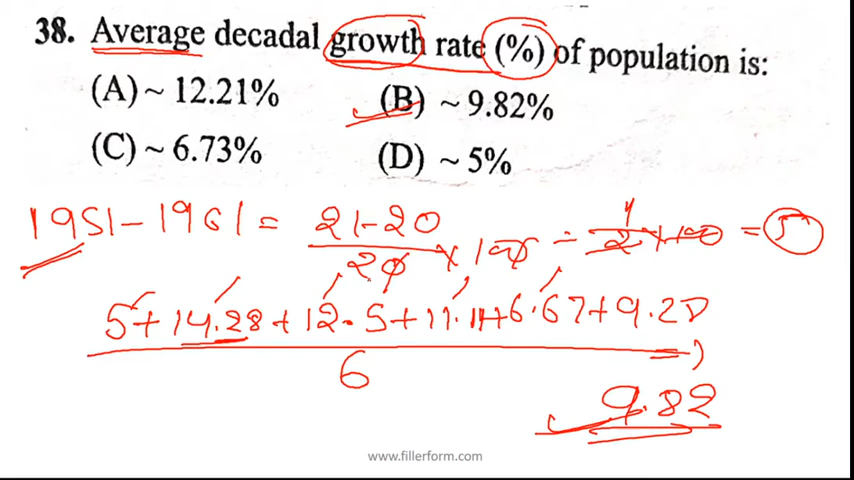 38. Average decadal growth rate (%) of population is:
(A) ~ 12.21% (B) ~ 9.82%
(C) ~ 6.73% (D) ~ 5%
1951-1961 = 21-20 / 20 × 100 = 1 / 2 × 100 = 5
5+14.28+12.5+11.11+6.67+9.20
6
9.82
www.fillerform.com